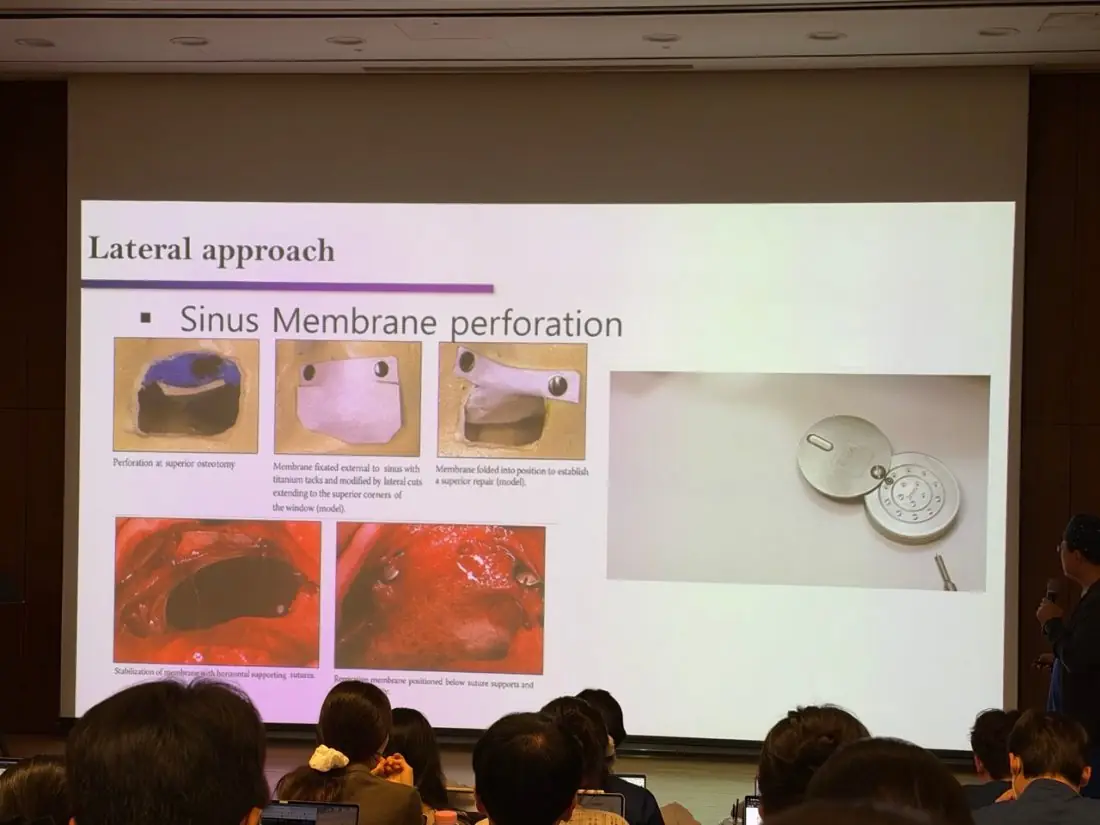 Lateral approach
▪ Sinus Membrane perforation
Perforation at superior osteotomy
Membrane fixated external to sinus with
titanium tacks and modified by lateral cuts
extending to the superior corners of
the window (model).
Membrane folded into position to establish
a superior repair (model).
Stabilization of membrane with horizontal supporting sutures.
membrane positioned below suture supports and